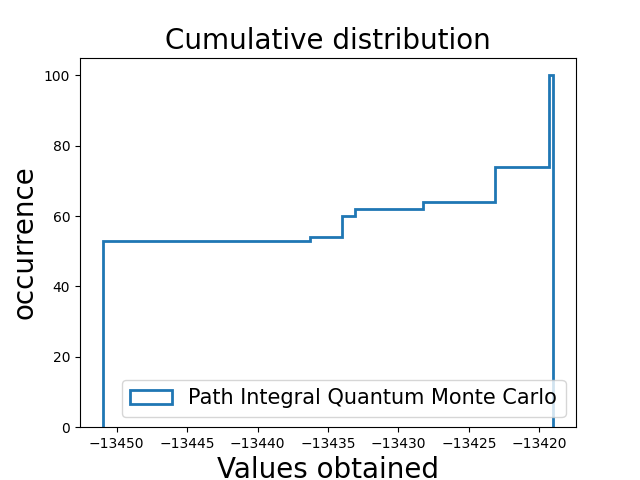 Cumulative distribution
100
80
60
40
20
0
occurrence
Path Integral Quantum Monte Carlo
−13450 −13445 −13440 −13435 −13430 −13425 −13420
Values obtained